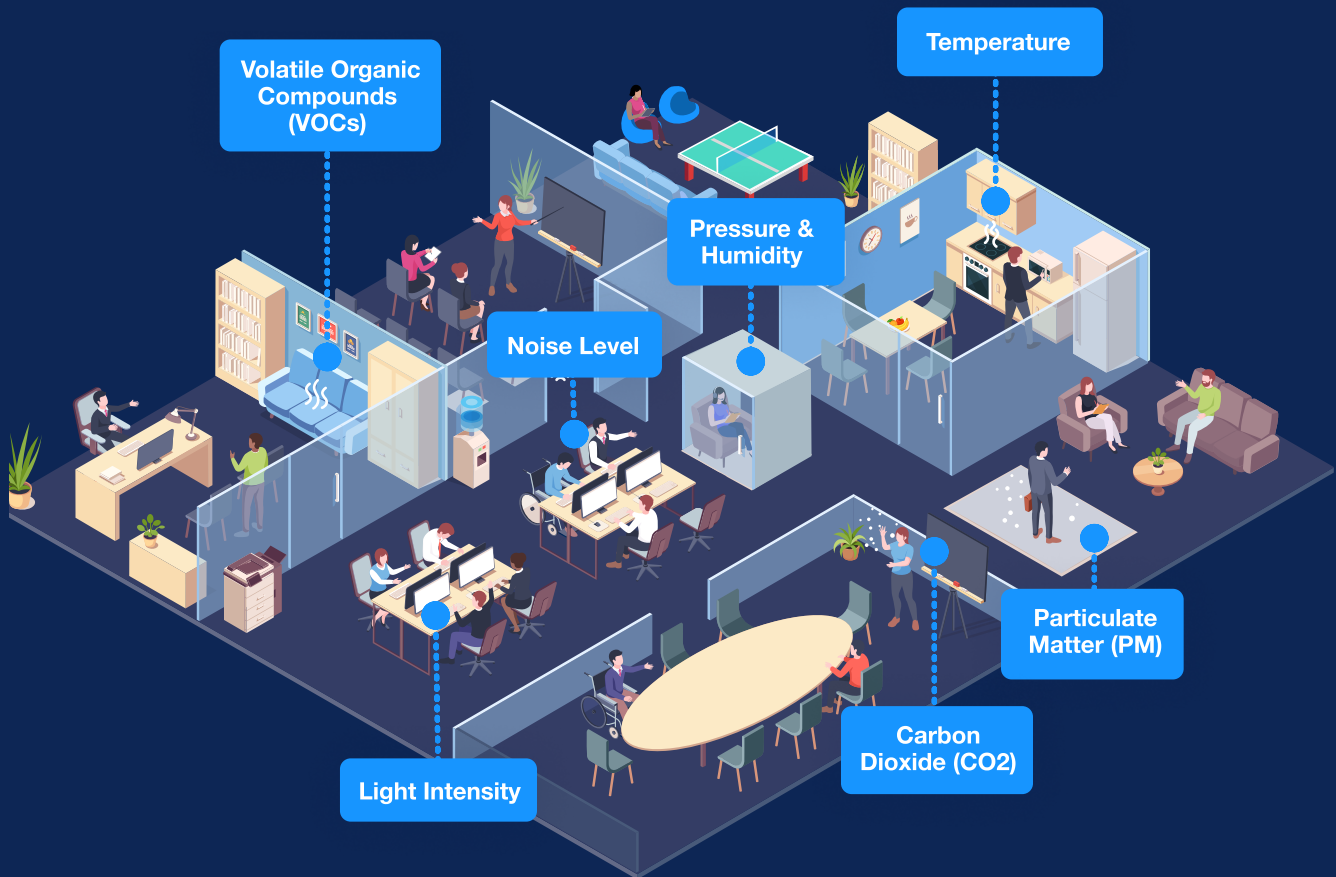 Temperature
Volatile Organic
Compounds
(VOCs)
Pressure &
Humidity
Noise Level
Particulate
Matter (PM)
Carbon
Dioxide (CO2)
Light Intensity